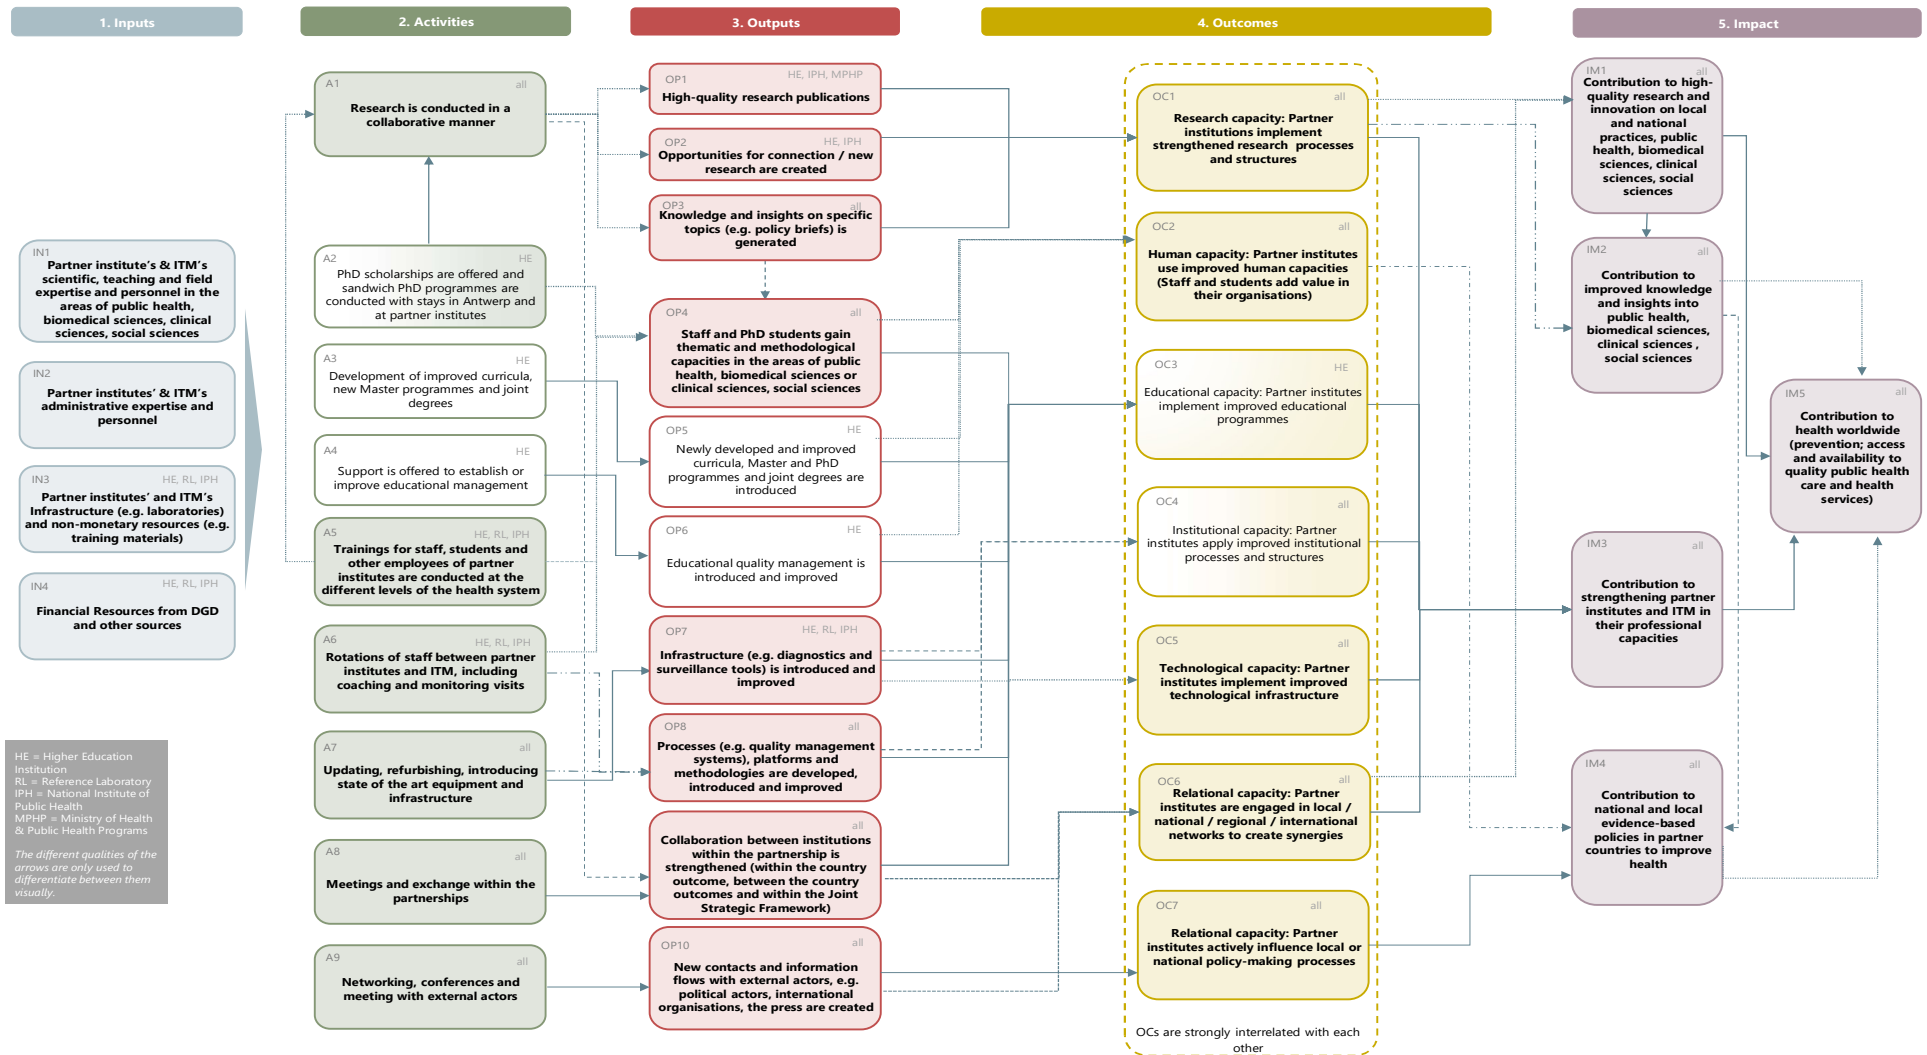 1. Inputs
2. Activities
3. Outputs
4. Outcomes
5. Impact
IN1
Partner institute's & ITM's
scientific, teaching and field
expertise and personnel in the
areas of public health,
biomedical sciences, clinical
sciences, social sciences
IN2
Partner institutes' & ITM's
administrative expertise and
personnel
IN3
HE, RL, IPH
Partner institutes' and ITM's
Infrastructure (e.g. laboratories)
and non-monetary resources (e.g.
training materials)
IN4
HE, RL, IPH
Financial Resources from DGD
and other sources
HE = Higher Education
Institution
RL = Reference Laboratory
IPH = National Institute of
Public Health
MPHP = Ministry of Health
& Public Health Programs
The different qualities of the
arrows are only used to
differentiate between them
visually.
A1
all
Research is conducted in a
collaborative manner
A2
HE
PhD scholarships are offered and
sandwich PhD programmes are
conducted with stays in Antwerp and
at partner institutes
A3
HE
Development of improved curricula,
new Master programmes and joint
degrees
A4
HE
Support is offered to establish or
improve educational management
A5
HE, RL, IPH
Trainings for staff, students and
other employees of partner
institutes are conducted at the
different levels of the health system
A6
HE, RL, IPH
Rotations of staff between partner
institutes and ITM, including
coaching and monitoring visits
A7
all
Updating, refurbishing, introducing
state of the art equipment and
infrastructure
A8
all
Meetings and exchange within the
partnerships
A9
all
Networking, conferences and
meeting with external actors
OP1
HE, IPH, MPHP
High-quality research publications
OP2
HE, IPH
Opportunities for connection / new
research are created
OP3
all
Knowledge and insights on specific
topics (e.g. policy briefs) is
generated
OP4
all
Staff and PhD students gain
thematic and methodological
capacities in the areas of public
health, biomedical sciences or
clinical sciences, social sciences
OP5
HE
Newly developed and improved
curricula, Master and PhD
programmes and joint degrees are
introduced
OP6
HE
Educational quality management is
introduced and improved
OP7
HE, RL, IPH
Infrastructure (e.g. diagnostics and
surveillance tools) is introduced and
improved
OP8
all
Processes (e.g. quality management
systems), platforms and
methodologies are developed,
introduced and improved
all
Collaboration between institutions
within the partnership is
strengthened (within the country
outcome, between the country
outcomes and within the Joint
Strategic Framework)
OP10
all
New contacts and information
flows with external actors, e.g.
political actors, international
organisations, the press are created
OC1
all
Research capacity: Partner
institutions implement
strengthened research processes
and structures
OC2
all
Human capacity: Partner institutes
use improved human capacities
(Staff and students add value in
their organisations)
OC3
HE
Educational capacity: Partner institutes
implement improved educational
programmes
OC4
all
Institutional capacity: Partner
institutes apply improved institutional
processes and structures
OC5
all
Technological capacity: Partner
institutes implement improved
technological infrastructure
OC6
all
Relational capacity: Partner
institutes are engaged in local /
national / regional / international
networks to create synergies
OC7
all
Relational capacity: Partner
institutes actively influence local or
national policy-making processes
OCs are strongly interrelated with each
other
IM1
all
Contribution to high-
quality research and
innovation on local
and national
practices, public
health, biomedical
sciences, clinical
sciences, social
sciences
IM2
all
Contribution to
improved knowledge
and insights into
public health,
biomedical sciences,
clinical sciences ,
social sciences
IM3
all
Contribution to
strengthening partner
institutes and ITM in
their professional
capacities
IM4
all
Contribution to
national and local
evidence-based
policies in partner
countries to improve
health
IM5
all
Contribution to
health worldwide
(prevention; access
and availability to
quality public health
care and health
services)